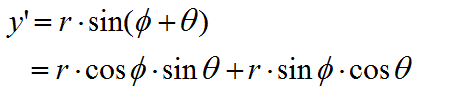 y' = r · sin(ϕ + θ)
= r · cos ϕ · sin θ + r · sin ϕ · cos θ